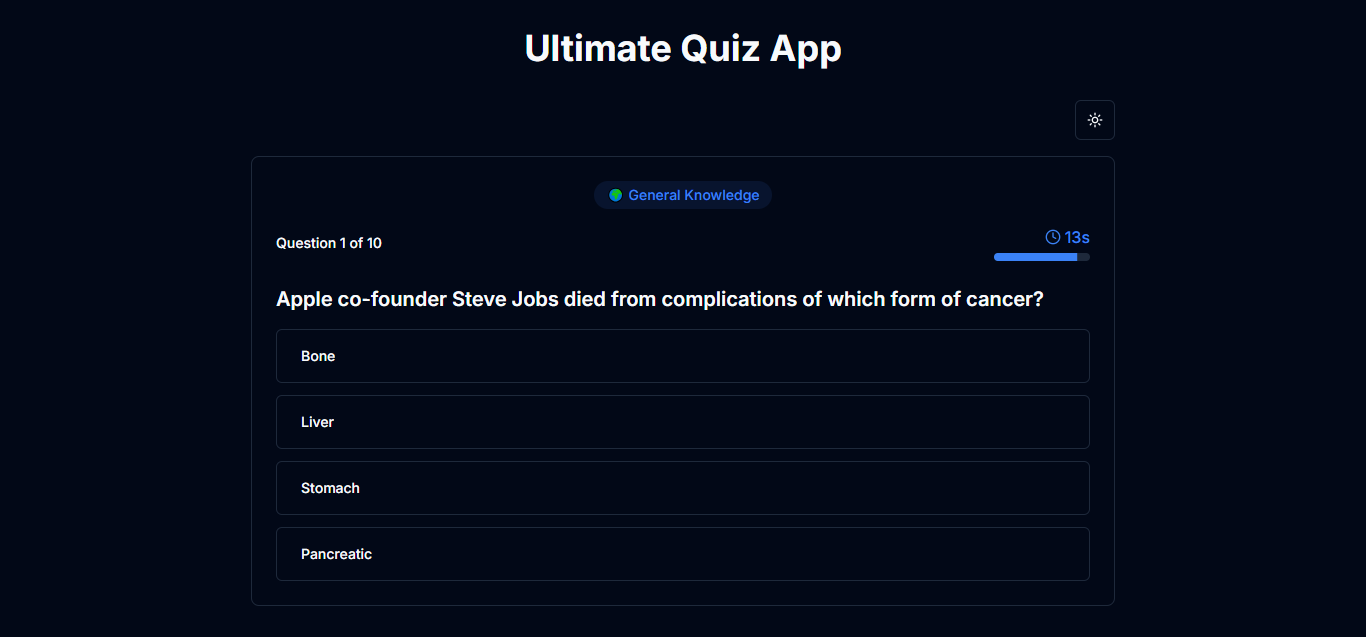 Ultimate Quiz App
General Knowledge
Question 1 of 10
13s
Apple co-founder Steve Jobs died from complications of which form of cancer?
Bone
Liver
Stomach
Pancreatic